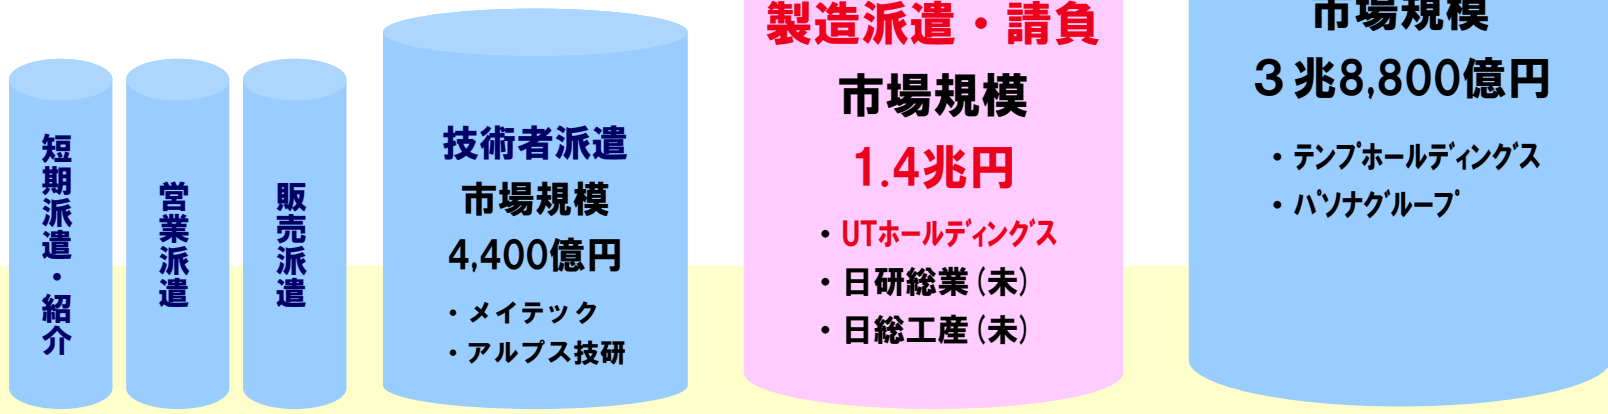 短期派遣・紹介
営業派遣
販売派遣
技術者派遣
市場規模
4,400億円
・メイテック
・アルプス技研
製造派遣・請負
市場規模
1.4兆円
・UTホールディングス
・日研総業(未)
・日総工産(未)
市場規模
3兆8,800億円
・テンプホールディングス
・パソナグループ